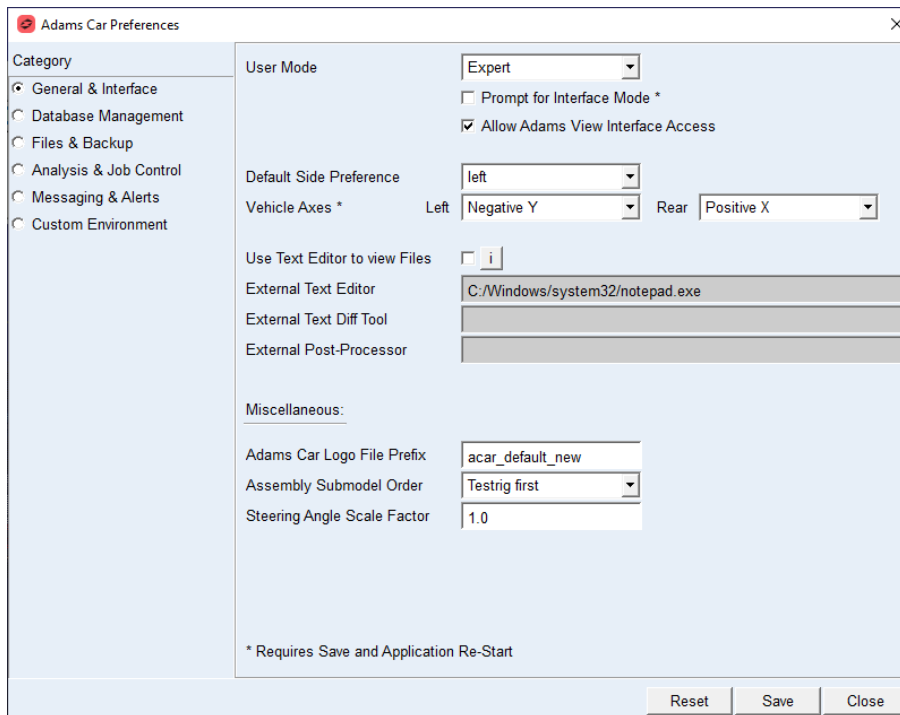 Adams Car Preferences
Category
General & Interface
Database Management
Files & Backup
Analysis & Job Control
Messaging & Alerts
Custom Environment
User Mode Expert
Prompt for Interface Mode *
Allow Adams View Interface Access
Default Side Preference left
Vehicle Axes * Left Negative Y Rear Positive X
Use Text Editor to view Files i
External Text Editor C:/Windows/system32/notepad.exe
External Text Diff Tool
External Post-Processor
Miscellaneous:
Adams Car Logo File Prefix acar_default_new
Assembly Submodel Order Testrig first
Steering Angle Scale Factor 1.0
* Requires Save and Application Re-Start
Reset Save Close